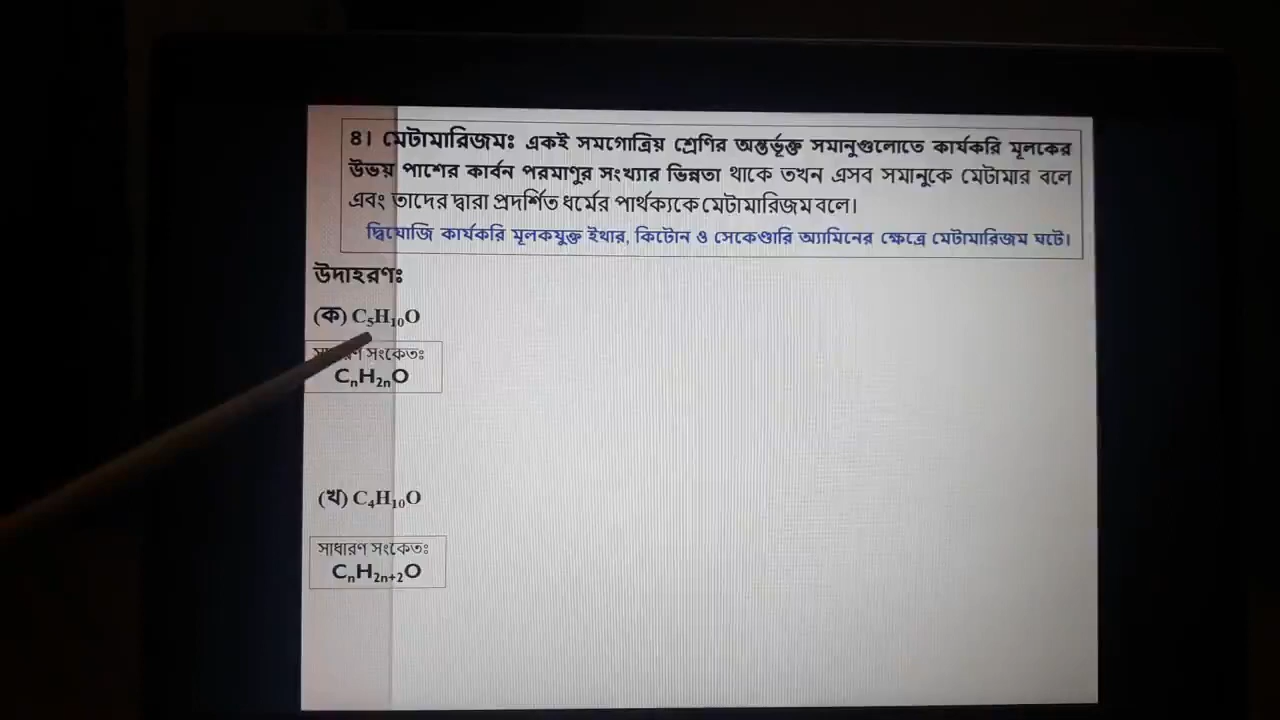 ৪। মেটামারিজমঃ একই সমগোত্রিয় শ্রেণির অন্তর্ভূক্ত সমানুগুলোতে কার্যকরি মূলকের
উভয় পাশের কার্বন পরমাণুর সংখ্যার ভিন্নতা থাকে তখন এসব সমানুকে মেটামার বলে
এবং তাদের দ্বারা প্রদর্শিত ধর্মের পার্থক্যকে মেটামারিজম বলে।
দ্বিযোজি কার্যকরি মূলকযুক্ত ইথার, কিটোন ও সেকেণ্ডারি অ্যামিনের ক্ষেত্রে মেটামারিজম ঘটে।
উদাহরণঃ
(ক) C₅H₁₀O
সাধারণ সংকেতঃ
CₙH₂ₙO
(খ) C₄H₁₀O
সাধারণ সংকেতঃ
CₙH₂ₙ₊₂O